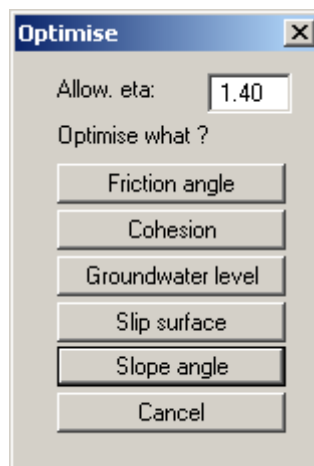 Optimise
Allow. eta: 1.40
Optimise what ?
Friction angle
Cohesion
Groundwater level
Slip surface
Slope angle
Cancel